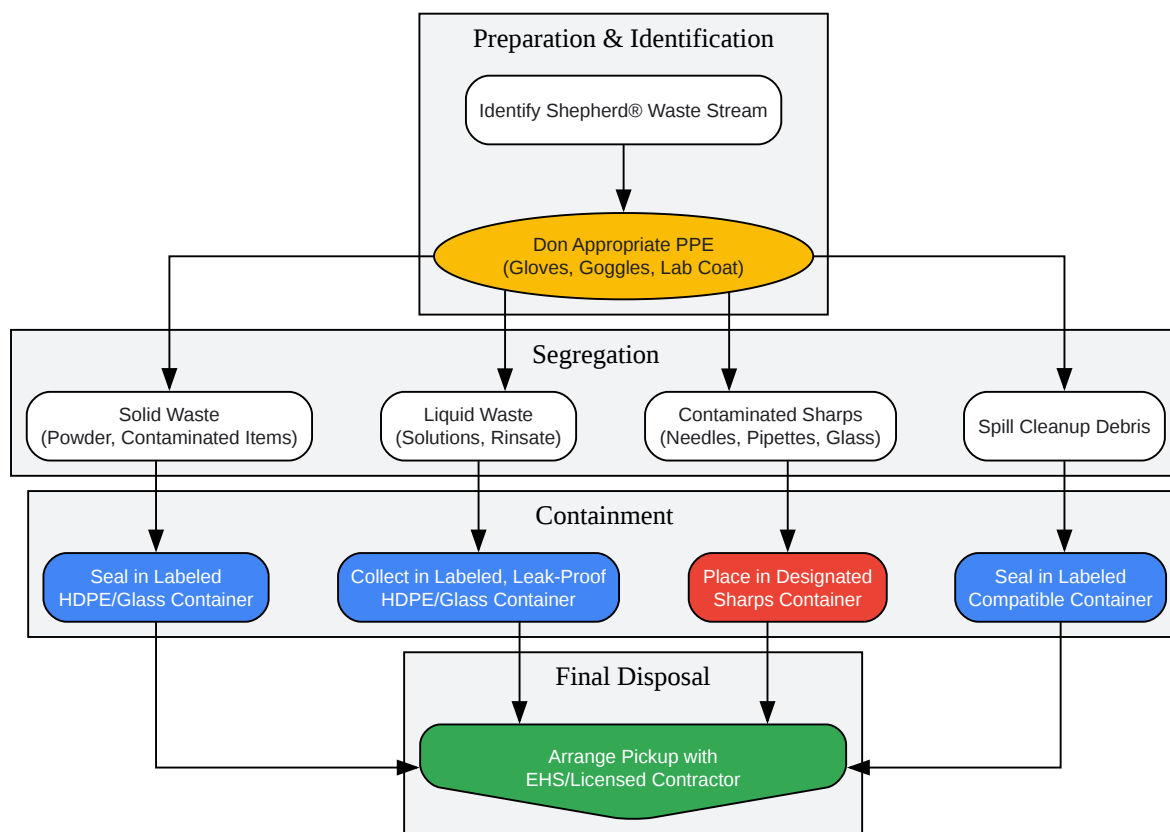 Preparation & Identification
Identify Shepherd® Waste Stream
Don Appropriate PPE
(Gloves, Goggles, Lab Coat)
Segregation
Solid Waste
(Powder, Contaminated Items)
Liquid Waste
(Solutions, Rinsate)
Contaminated Sharps
(Needles, Pipettes, Glass)
Spill Cleanup Debris
Containment
Seal in Labeled
HDPE/Glass Container
Collect in Labeled, Leak-Proof
HDPE/Glass Container
Place in Designated
Sharps Container
Seal in Labeled
Compatible Container
Final Disposal
Arrange Pickup with
EHS/Licensed Contractor